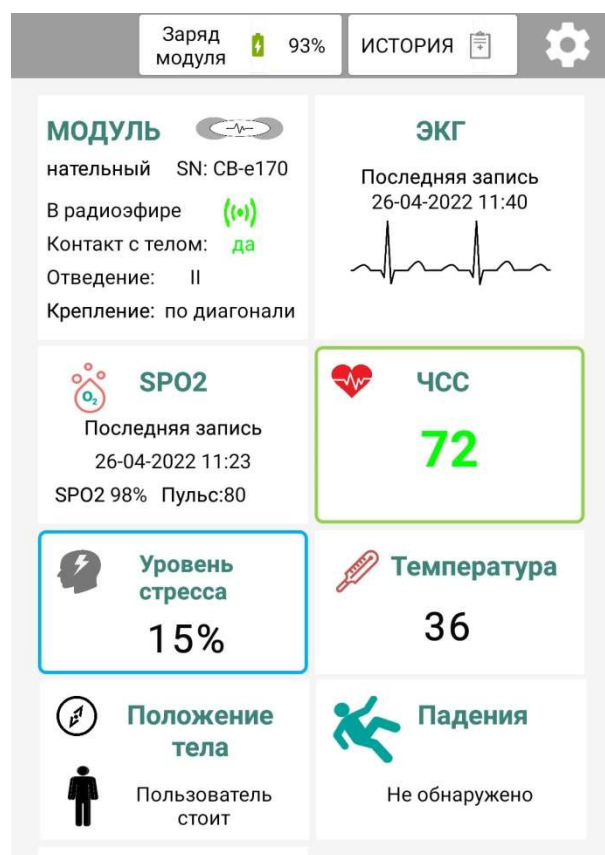 Заряд
модуля
93%
ИСТОРИЯ
МОДУЛЬ
нательный SN: CB-e170
В радиоэфире
Контакт с телом: да
Отведение: II
Крепление: по диагонали
ЭКГ
Последняя запись
26-04-2022 11:40
O2
SPO2
Последняя запись
26-04-2022 11:23
SPO2 98% Пульс:80
ЧСС
72
Уровень
стресса
15%
Температура
36
Положение
тела
Пользователь
стоит
Падения
Не обнаружено